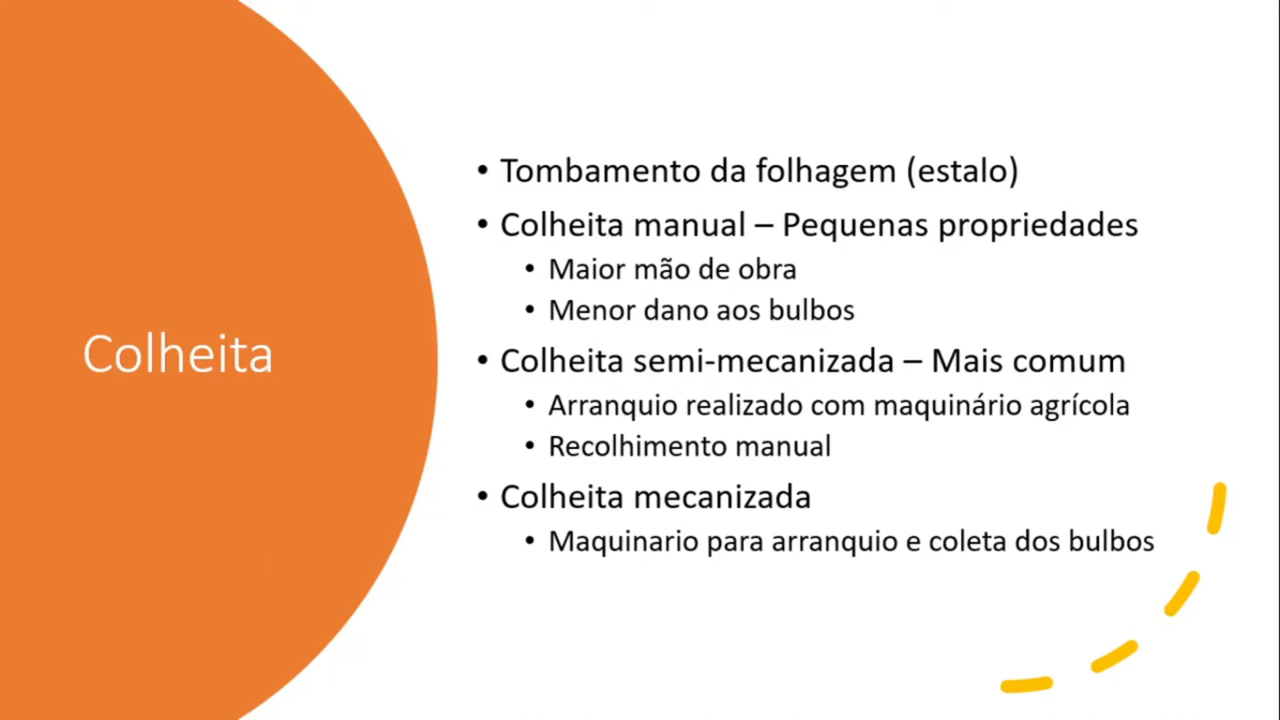 Colheita
• Tombamento da folhagem (estalo)
• Colheita manual – Pequenas propriedades
• Maior mão de obra
• Menor dano aos bulbos
• Colheita semi-mecanizada – Mais comum
• Arranquio realizado com maquinário agrícola
• Recolhimento manual
• Colheita mecanizada
• Maquinario para arranquio e coleta dos bulbos